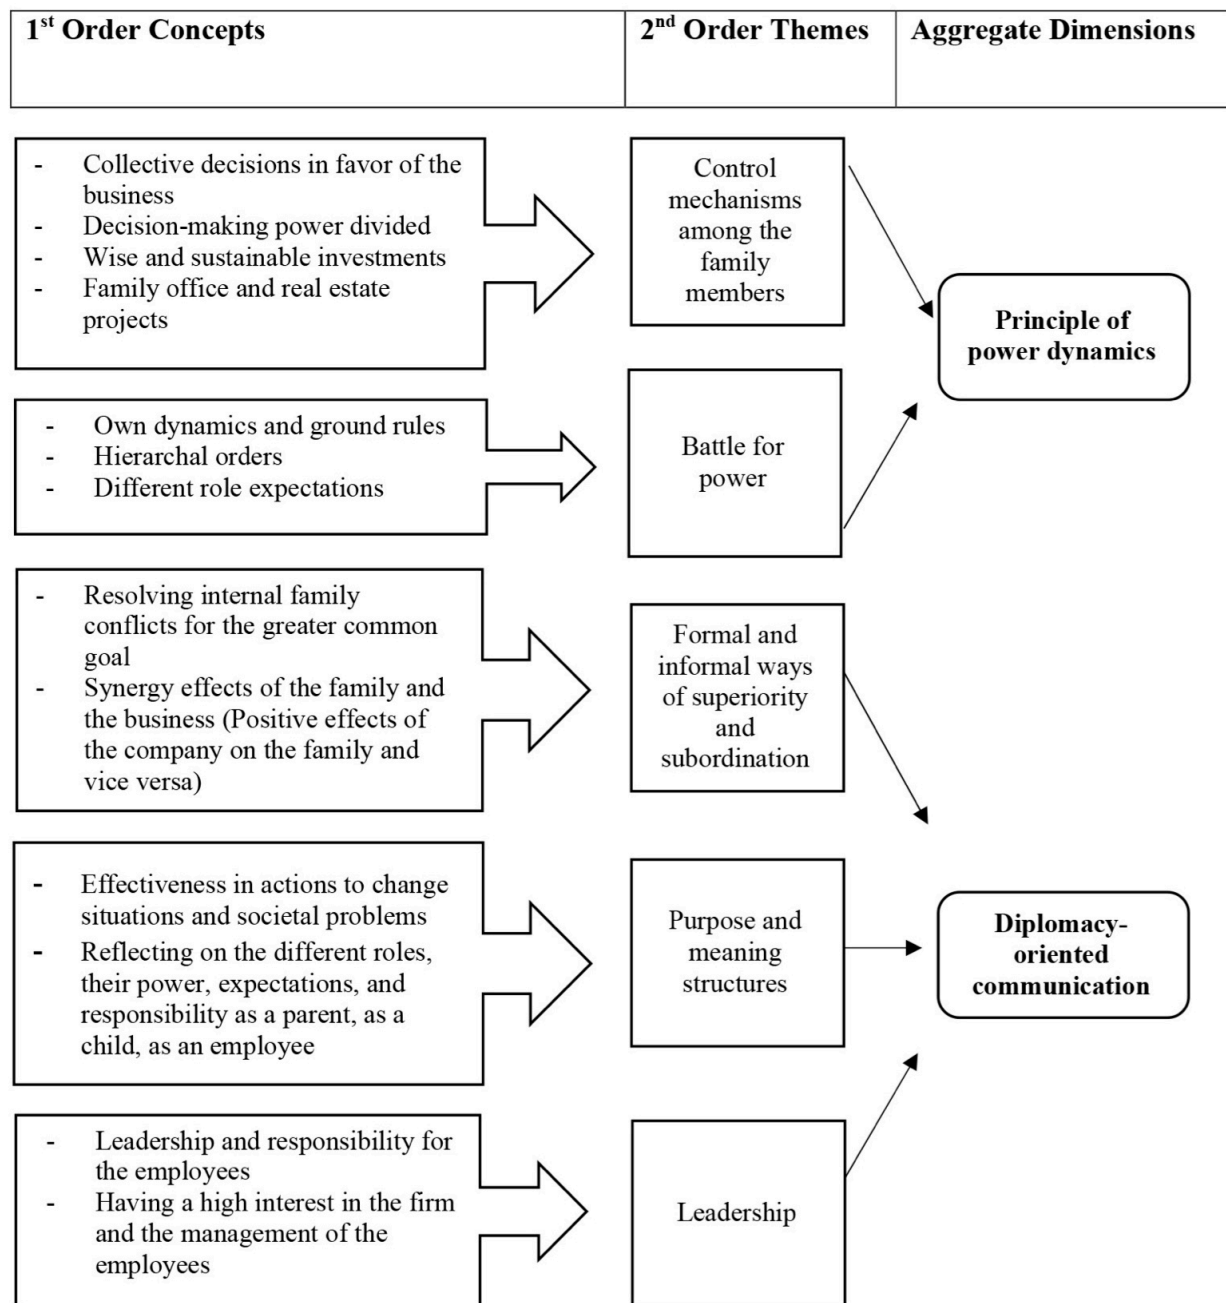 1st Order Concepts
2nd Order Themes
Aggregate Dimensions
- Collective decisions in favor of the
business
- Decision-making power divided
- Wise and sustainable investments
- Family office and real estate
projects
Control
mechanisms
among the
family
members
Principle of
power dynamics
- Own dynamics and ground rules
- Hierarchal orders
- Different role expectations
Battle for
power
- Resolving internal family
conflicts for the greater common
goal
- Synergy effects of the family and
the business (Positive effects of
the company on the family and
vice versa)
Formal and
informal ways
of superiority
and
subordination
- Effectiveness in actions to change
situations and societal problems
- Reflecting on the different roles,
their power, expectations, and
responsibility as a parent, as a
child, as an employee
Purpose and
meaning
structures
Diplomacy-
oriented
communication
- Leadership and responsibility for
the employees
- Having a high interest in the firm
and the management of the
employees
Leadership